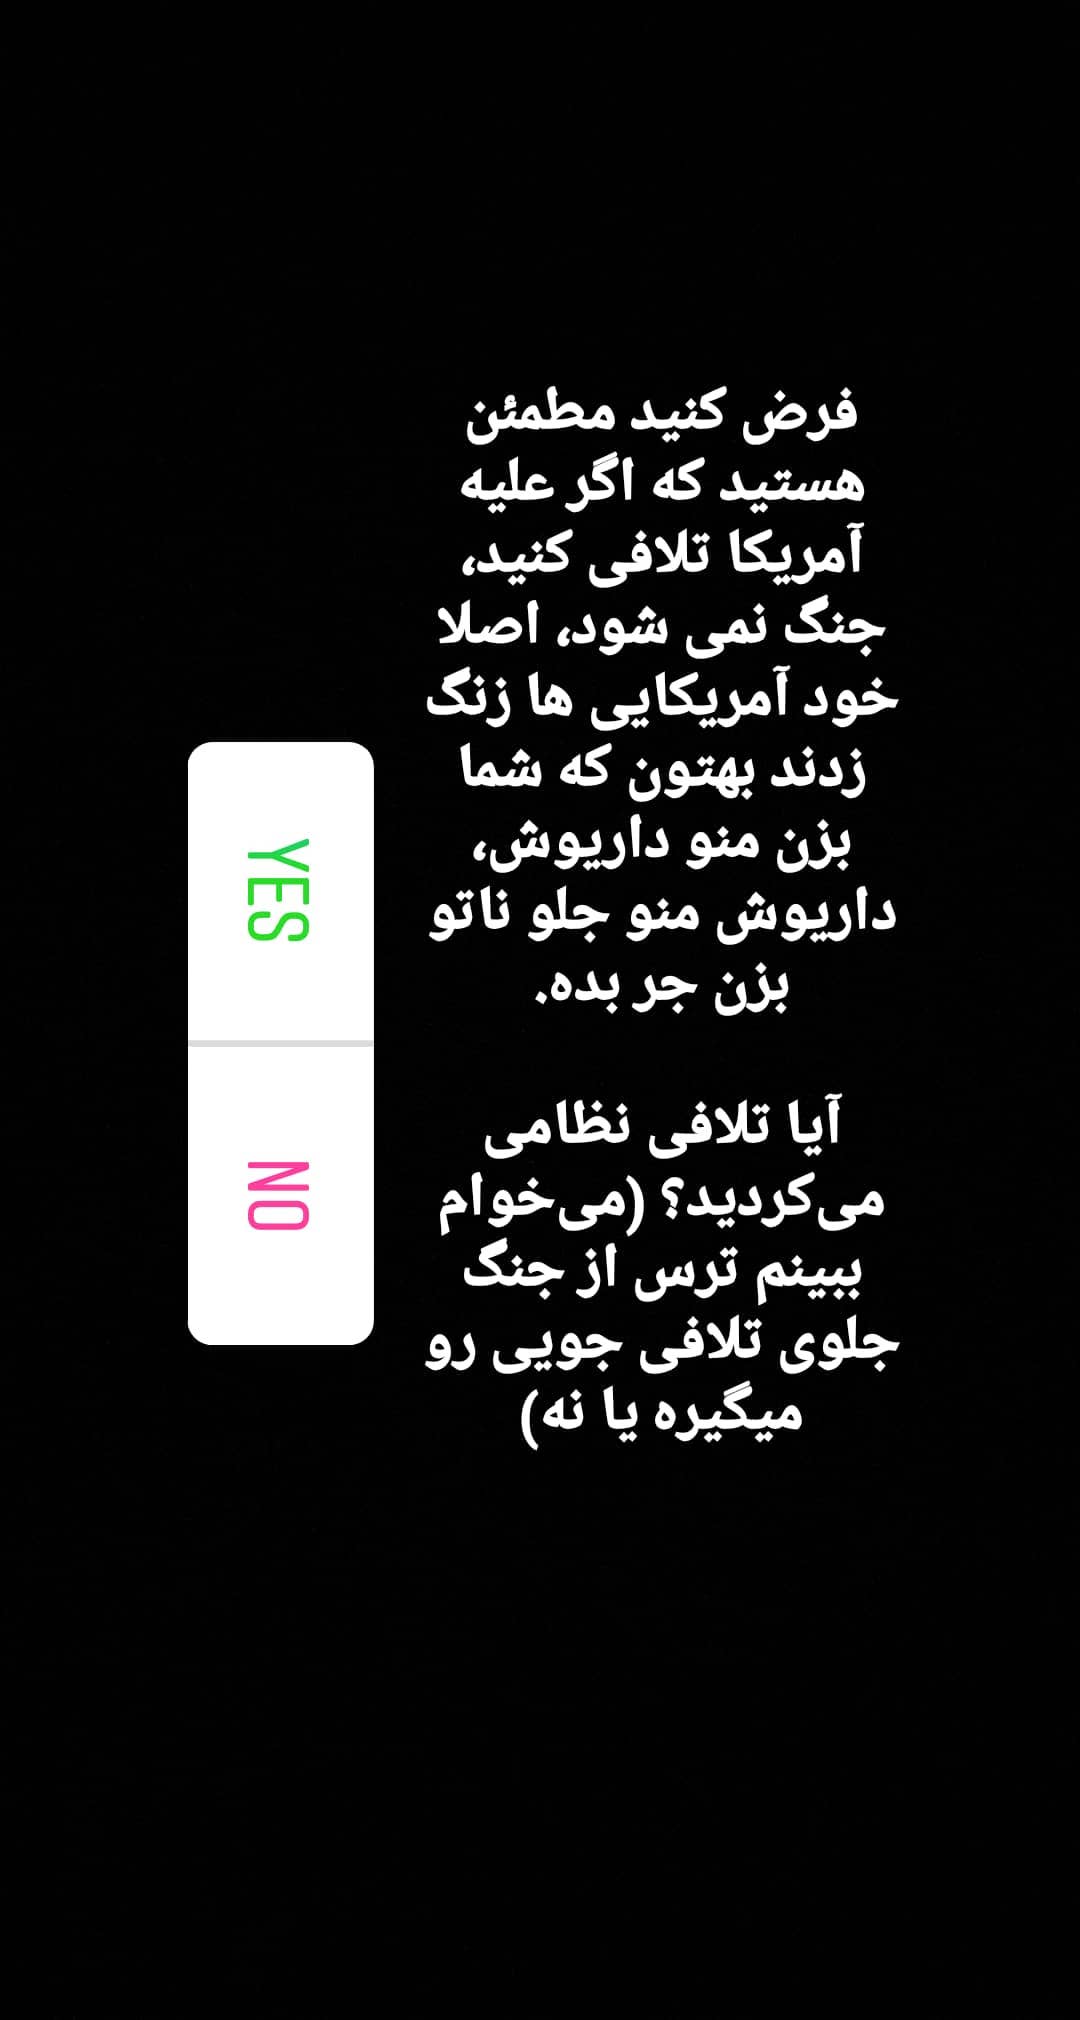 فرض کنید مطمئن
هستید که اگر علیه
آمریکا تلافی کنید،
جنگ نمی شود، اصلا
خود آمریکایی ها زنگ
زدند بهتون که شما
بزن منو داریوش،
داریوش منو جلو ناتو
بزن جر بده.
آیا تلافی نظامی
می‌کردید؟ (می‌خوام
ببینم ترس از جنگ
جلوی تلافی جویی رو
میگیره یا نه)
YES
NO